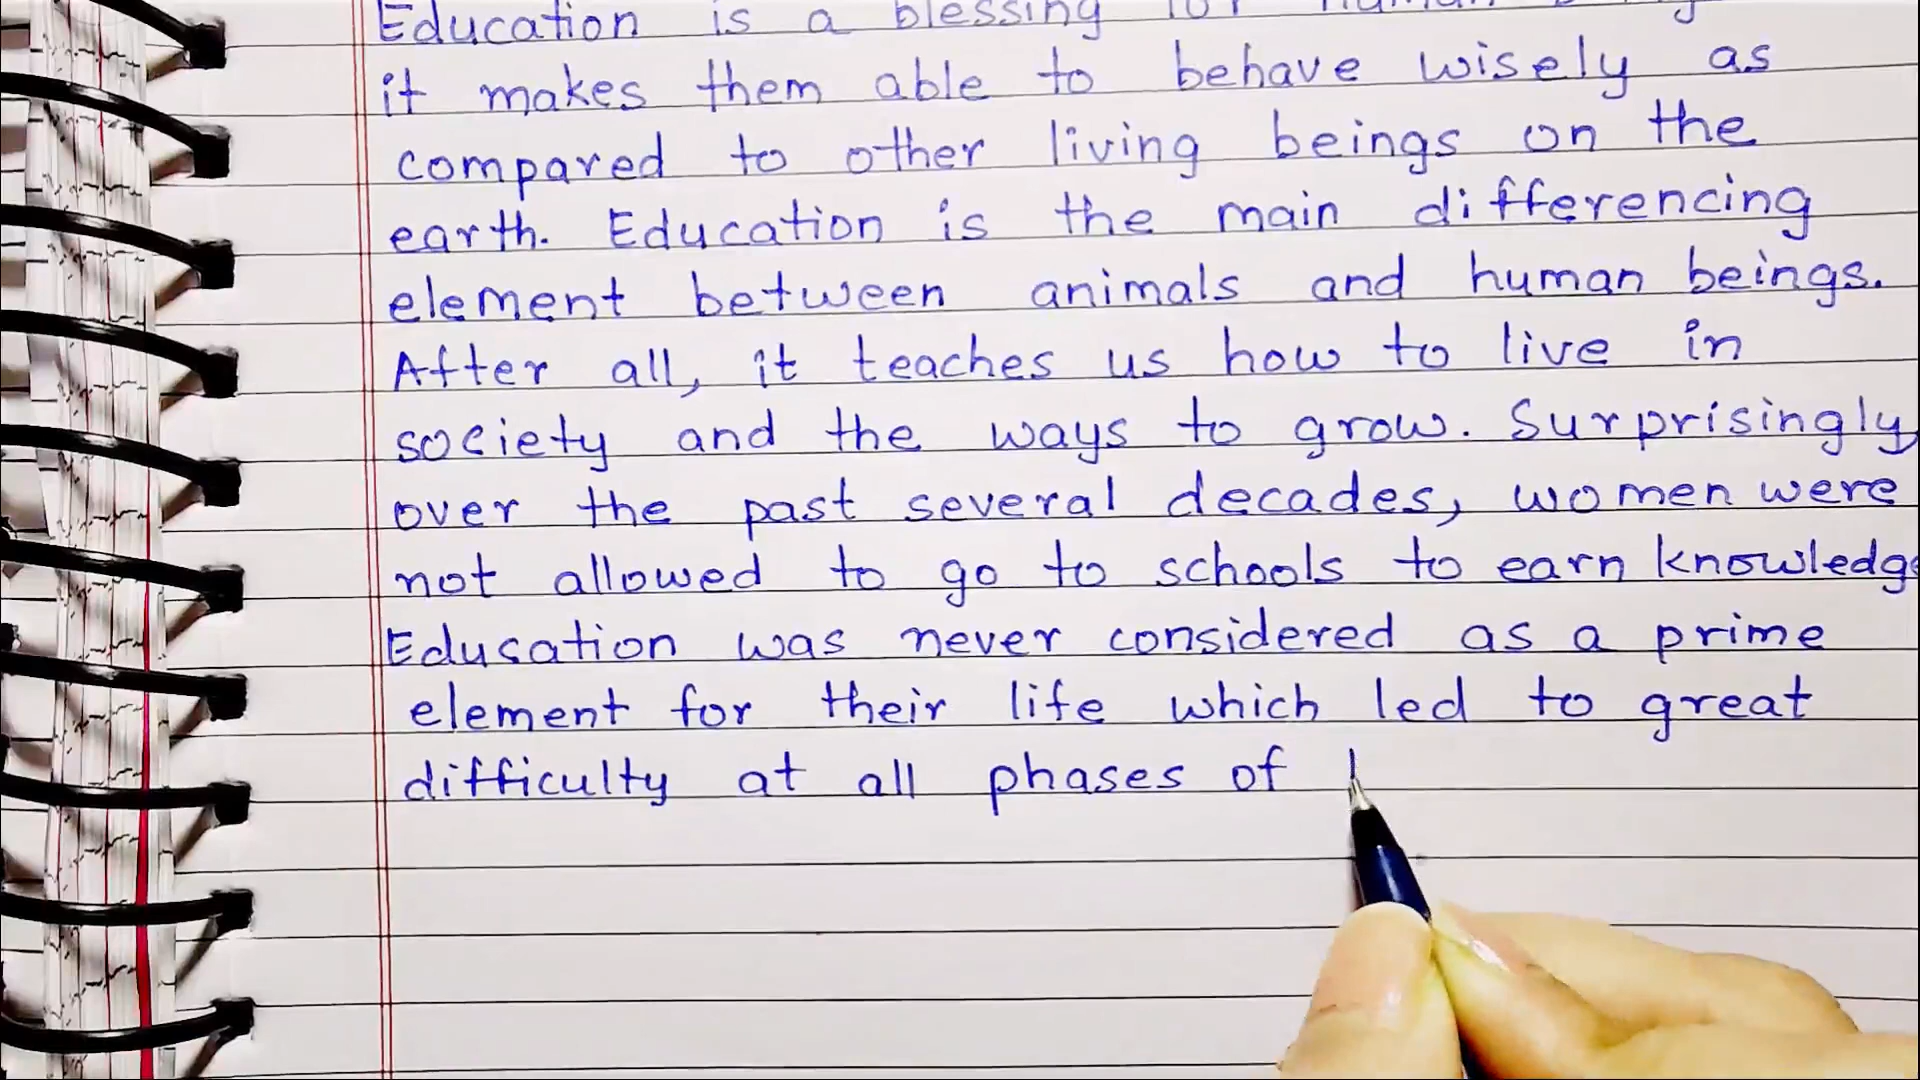 Education is a blessing for human
it makes them able to behave wisely as
compared to other living beings on the
earth. Education is the main differencing
element between animals and human beings.
After all, it teaches us how to live in
society and the ways to grow. Surprisingly,
over the past several decades, women were
not allowed to go to schools to earn knowledge
Education was never considered as a prime
element for their life which led to great
difficulty at all phases of